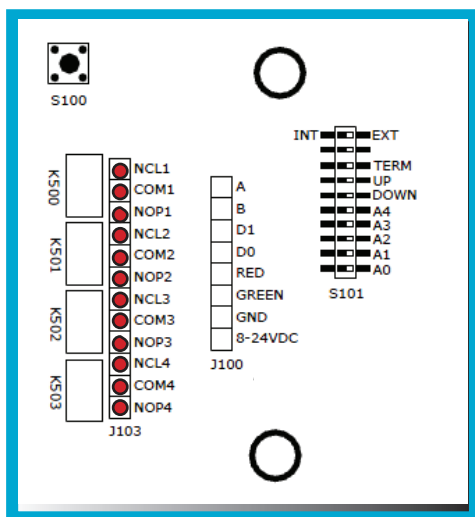 S100
K500
K501
K502
K503
NCL1
COM1
NOP1
NCL2
COM2
NOP2
NCL3
COM3
NOP3
NCL4
COM4
NOP4
J103
A
B
D1
D0
RED
GREEN
GND
8-24VDC
J100
INT EXT
TERM
UP
DOWN
A4
A3
A2
A1
A0
S101